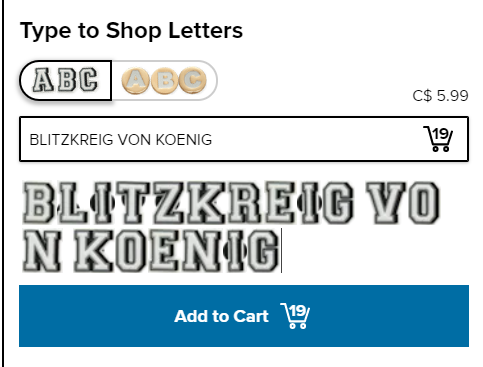 Type to Shop Letters
ABC ABC
C$ 5.99
BLITZKREIG VON KOENIG 19
BLITZKREIG VO
N KOENIG
Add to Cart 19